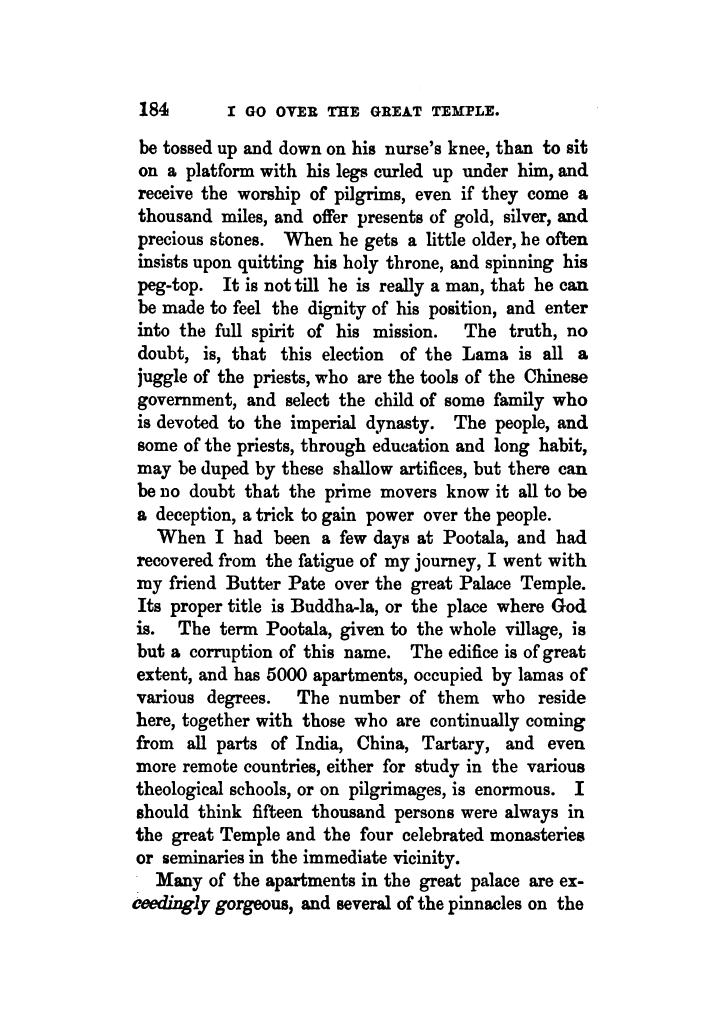 184 I GO OVER THE GREAT TEMPLE.
be tossed up and down on his nurse's knee, than to sit
on a platform with his legs curled up under him, and
receive the worship of pilgrims, even if they come a
thousand miles, and offer presents of gold, silver, and
precious stones. When he gets a little older, he often
insists upon quitting his holy throne, and spinning his
peg-top. It is not till he is really a man, that he can
be made to feel the dignity of his position, and enter
into the full spirit of his mission. The truth, no
doubt, is, that this election of the Lama is all a
juggle of the priests, who are the tools of the Chinese
government, and select the child of some family who
is devoted to the imperial dynasty. The people, and
some of the priests, through education and long habit,
may be duped by these shallow artifices, but there can
be no doubt that the prime movers know it all to be
a deception, a trick to gain power over the people.
When I had been a few days at Pootala, and had
recovered from the fatigue of my journey, I went with
my friend Butter Pate over the great Palace Temple.
Its proper title is Buddha-la, or the place where God
is. The term Pootala, given to the whole village, is
but a corruption of this name. The edifice is of great
extent, and has 5000 apartments, occupied by lamas of
various degrees. The number of them who reside
here, together with those who are continually coming
from all parts of India, China, Tartary, and even
more remote countries, either for study in the various
theological schools, or on pilgrimages, is enormous. I
should think fifteen thousand persons were always in
the great Temple and the four celebrated monasteries
or seminaries in the immediate vicinity.
Many of the apartments in the great palace are ex-
ceedingly gorgeous, and several of the pinnacles on the